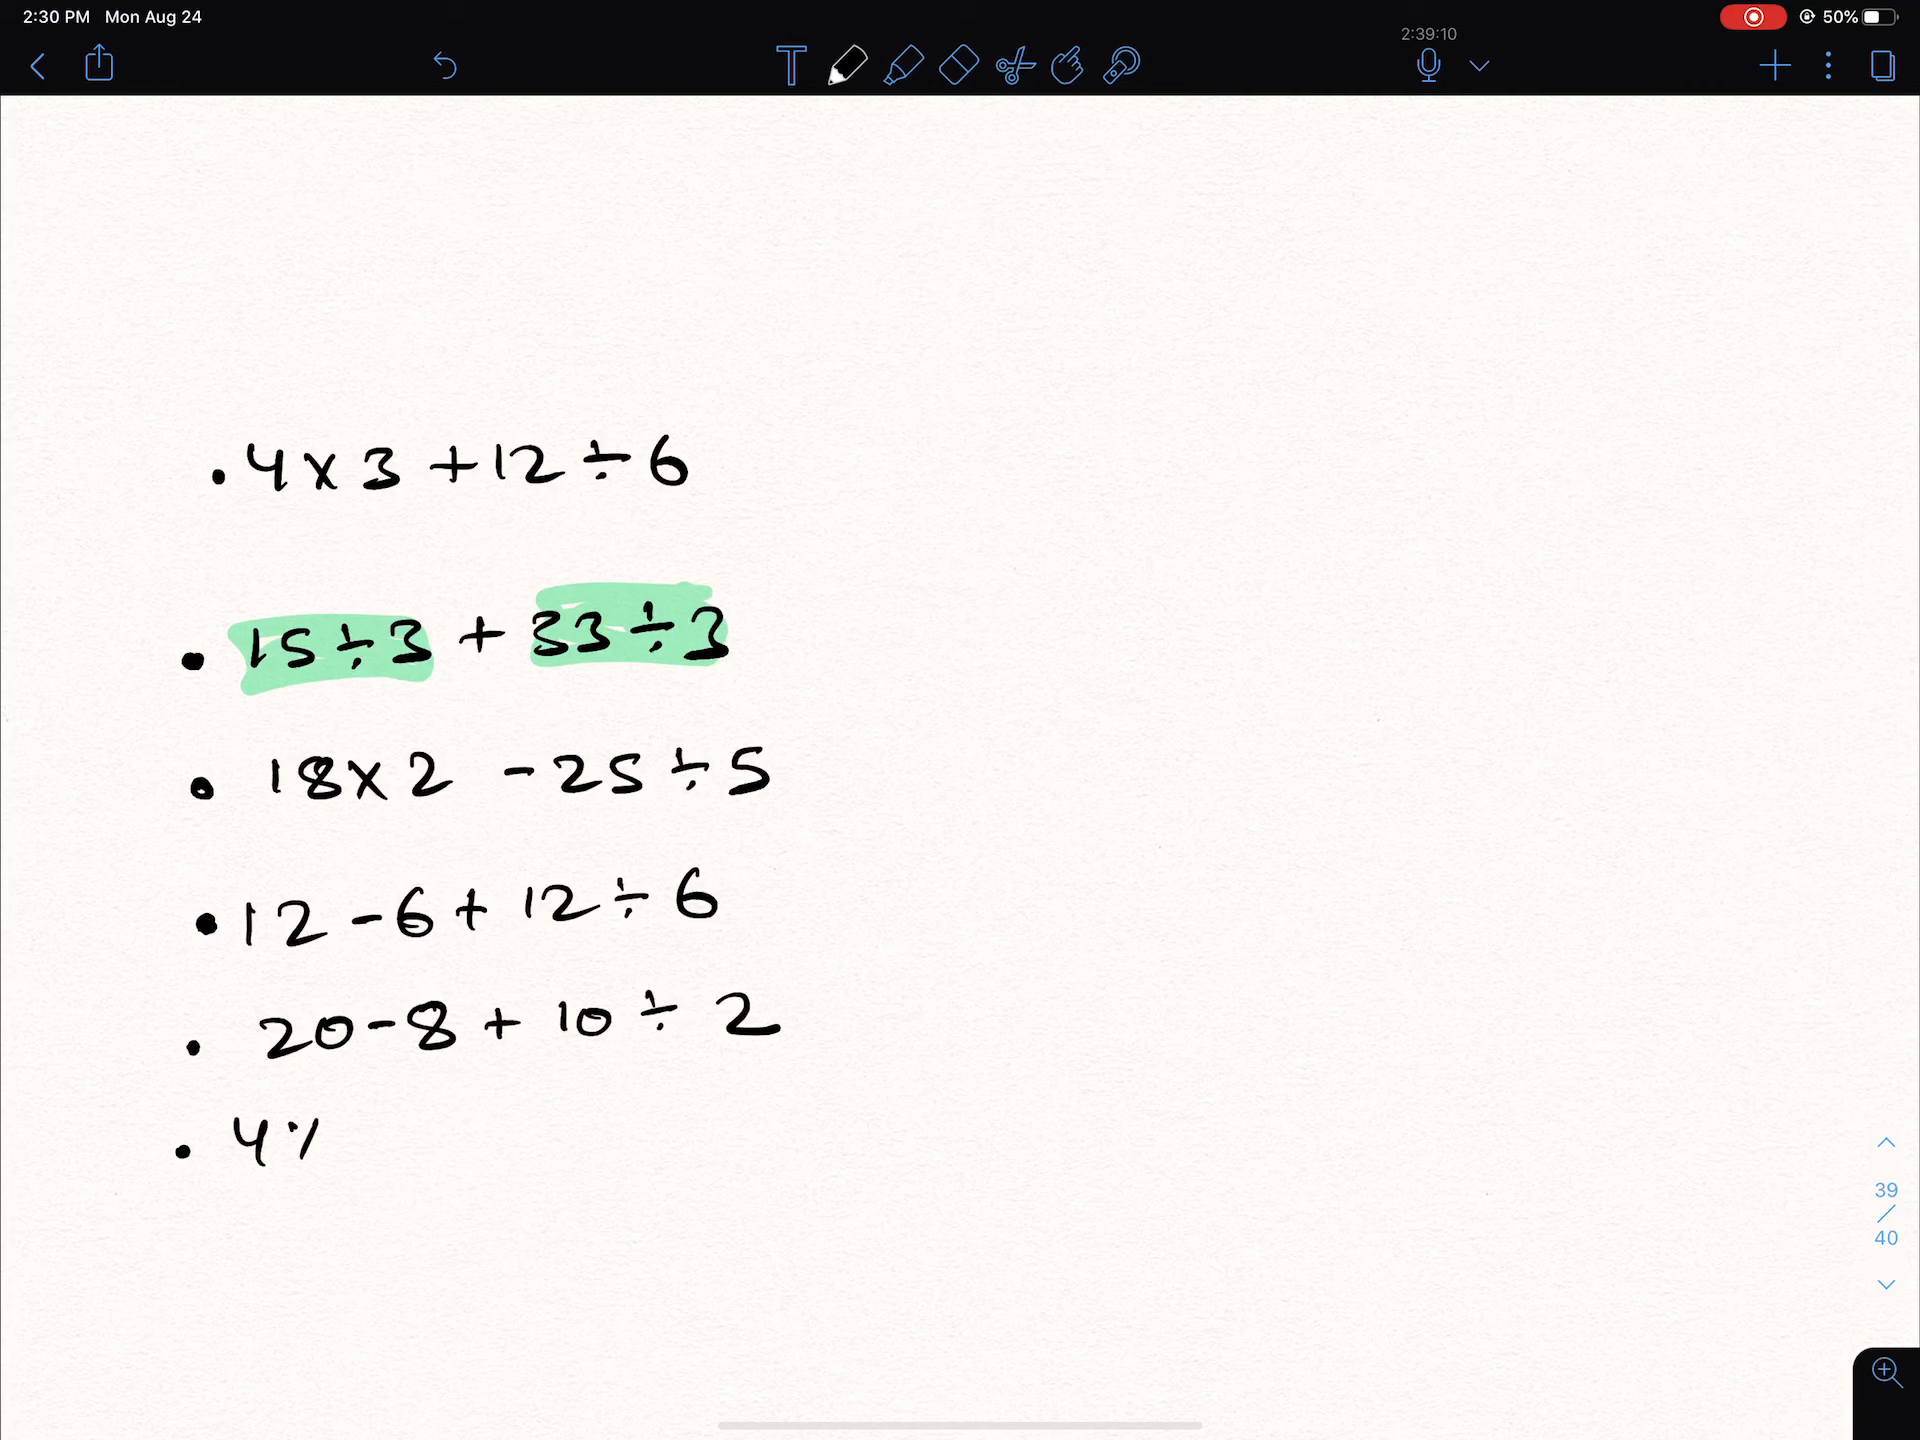 2:30 PM Mon Aug 24
50%
2:39:10
T
. 4 x 3 + 12 ÷ 6
• 15 ÷ 3 + 33 ÷ 3
• 18 x 2 - 25 ÷ 5
• 12 - 6 + 12 ÷ 6
. 20 - 8 + 10 ÷ 2
• 4
39
/
40